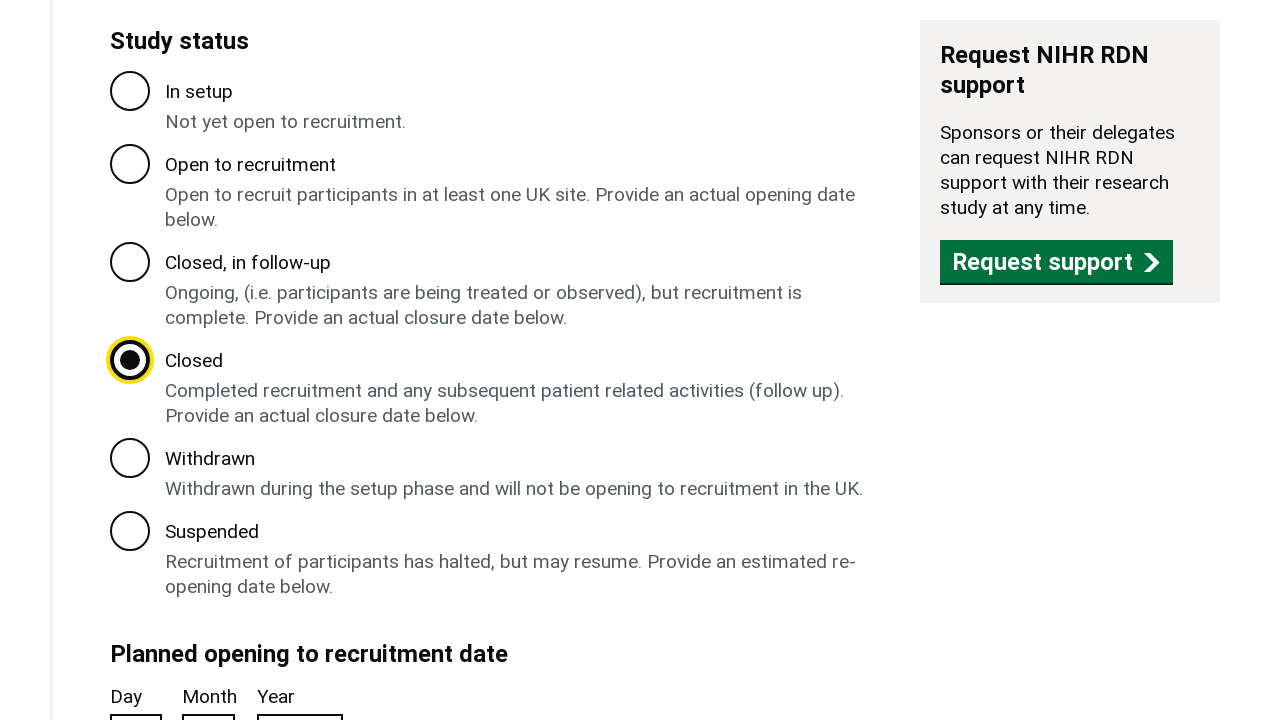 Study status
In setup
Not yet open to recruitment.
Open to recruitment
Open to recruit participants in at least one UK site. Provide an actual opening date
below.
Closed, in follow-up
Ongoing, (i.e. participants are being treated or observed), but recruitment is
complete. Provide an actual closure date below.
Closed
Completed recruitment and any subsequent patient related activities (follow up).
Provide an actual closure date below.
Withdrawn
Withdrawn during the setup phase and will not be opening to recruitment in the UK.
Suspended
Recruitment of participants has halted, but may resume. Provide an estimated re-
opening date below.
Planned opening to recruitment date
Day Month Year
Request NIHR RDN
support
Sponsors or their delegates
can request NIHR RDN
support with their research
study at any time.
Request support